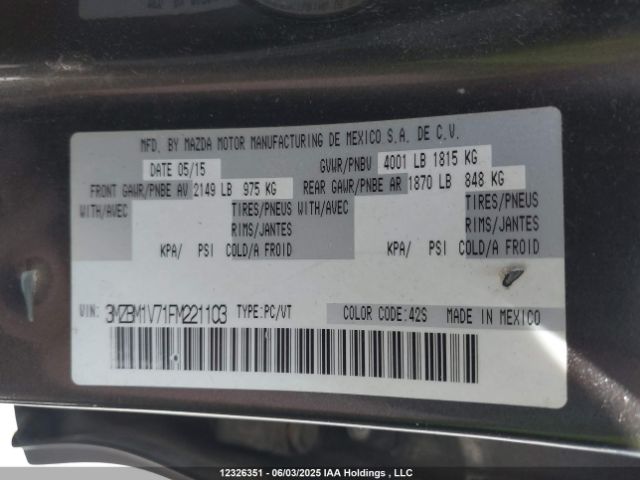 MFD. BY MAZDA MOTOR MANUFACTURING DE MEXICO S.A. DE C.V.
DATE 05/15 GVWR/PNBV 4001 LB 1815 KG
FRONT GAWR/PNBE AV 2149 LB 975 KG REAR GAWR/PNBE AR 1870 LB 848 KG
WITH/AVEC TIRES/PNEUS WITH/AVEC TIRES/PNEUS
RIMS/JANTES RIMS/JANTES
KPA/ PSI COLD/A FROID KPA/ PSI COLD/A FROID
VIN: 3MZBM1V71FM221103 TYPE:PC/VT COLOR CODE:42S MADE IN MEXICO
12326351 - 06/03/2025 IAA Holdings , LLC